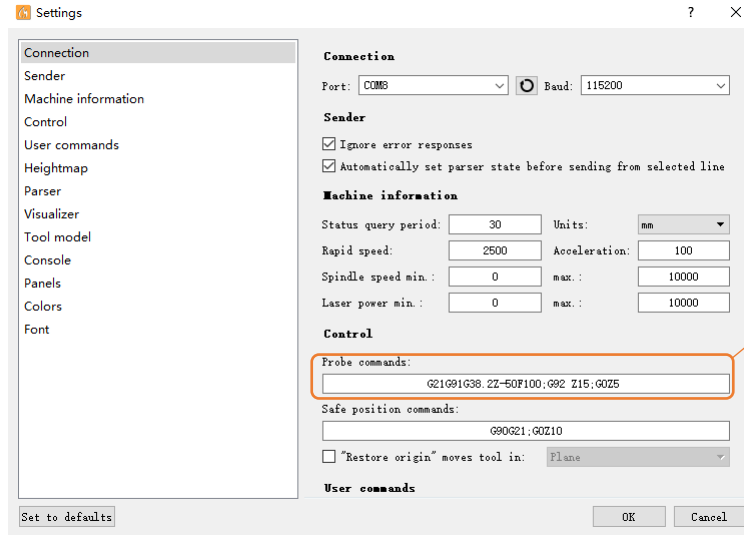 Settings
?
Connection
Sender
Machine information
Control
User commands
Heightmap
Parser
Visualizer
Tool model
Console
Panels
Colors
Font
Connection
Port: COM8 Baud: 115200
Sender
Ignore error responses
Automatically set parser state before sending from selected line
Machine information
Status query period: 30 Units: mm
Rapid speed: 2500 Acceleration: 100
Spindle speed min.: 0 max.: 10000
Laser power min.: 0 max.: 10000
Control
Probe commands:
G21G91G38.2Z-50F100;G92 Z15;G0Z5
Safe position commands:
G90G21;G0Z10
"Restore origin" moves tool in: Plane
User commands
Set to defaults OK Cancel